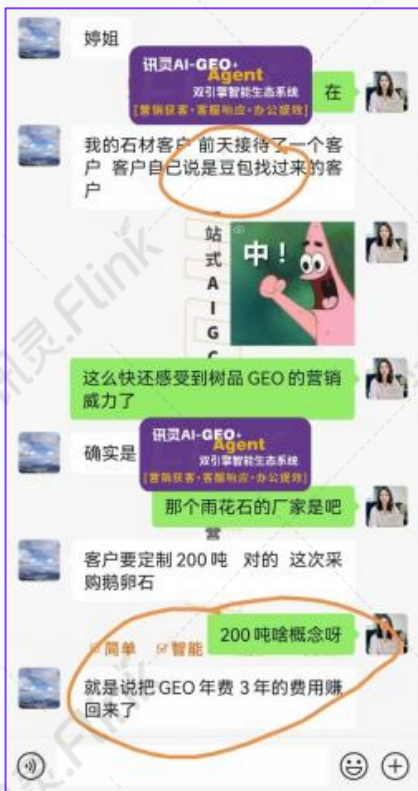 婷姐
讯灵AI-GEO+
Agent
双引擎智能生态系统
[营销获客·客服响应·办公提效]
在
我的石材客户 前天接待了一个客
户 客户自己说是豆包找过来的客
户
站
式
A
I
G
中！
这么快还感受到树品 GEO 的营销
威力了
讯灵AI-GEO+
Agent
双引擎智能生态系统
[营销获客·客服响应·办公提效]
确实是
那个雨花石的厂家是吧
营
客户要定制 200 吨 对的 这次采
购鹅卵石
200 吨啥概念呀
简单 智能
就是说把 GEO 年费 3 年的费用赚
回来了
讯灵.Flink